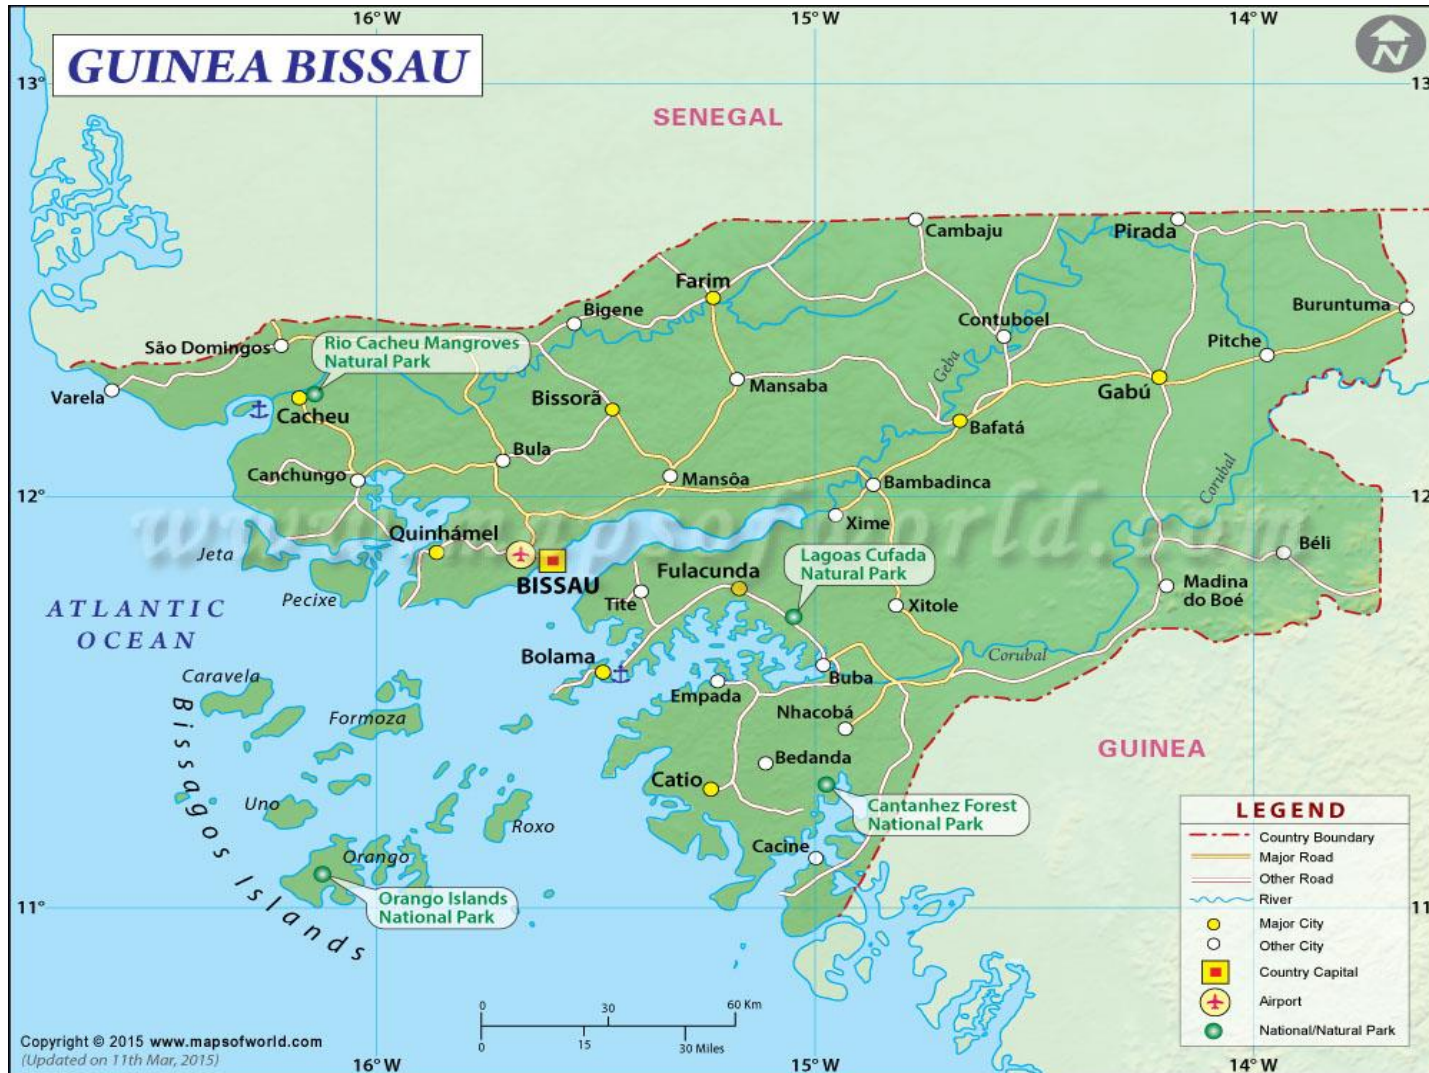 16°W
15°W
14°W
GUINEA BISSAU
N
13°
13
SENEGAL
Cambaju
Pirada
Farim
Bigene
Buruntuma
Contuboel
São Domingos
Rio Cacheu Mangroves
Natural Park
Pitche
Geba
Varela
Mansaba
Gabú
Bissorã
Cacheu
Bafatá
Bula
Canchungo
Mansôa
Bambadinca
Corubal
12°
12
www.mapsofworld.com
Xime
Quinhámel
Jeta
Lagoas Cufada
Natural Park
Béli
Fulacunda
BISSAU
Pecixe
Tite
Xitole
Madina
do Boé
ATLANTIC
OCEAN
Bolama
Corubal
Caravela
Buba
Empada
Formoza
Nhacobá
Bissagos Islands
GUINEA
Bedanda
Catio
Uno
Roxo
Cantanhez Forest
National Park
Cacine
Orango
Orango Islands
National Park
11°
11
LEGEND
Country Boundary
Major Road
Other Road
River
Major City
Other City
Country Capital
Airport
National/Natural Park
0 30 60 Km
0 15 30 Miles
Copyright © 2015 www.mapsofworld.com
(Updated on 11th Mar, 2015)
16°W
15°W
14°W